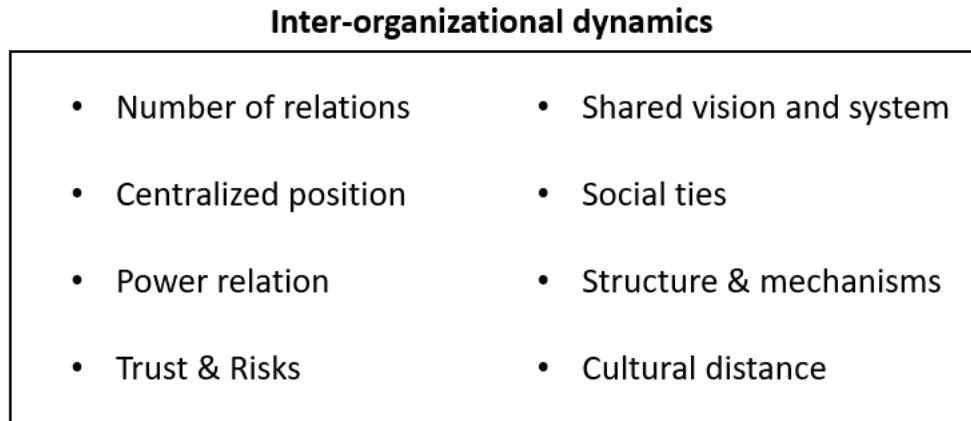 Inter-organizational dynamics
• Number of relations
• Centralized position
• Power relation
• Trust & Risks
• Shared vision and system
• Social ties
• Structure & mechanisms
• Cultural distance